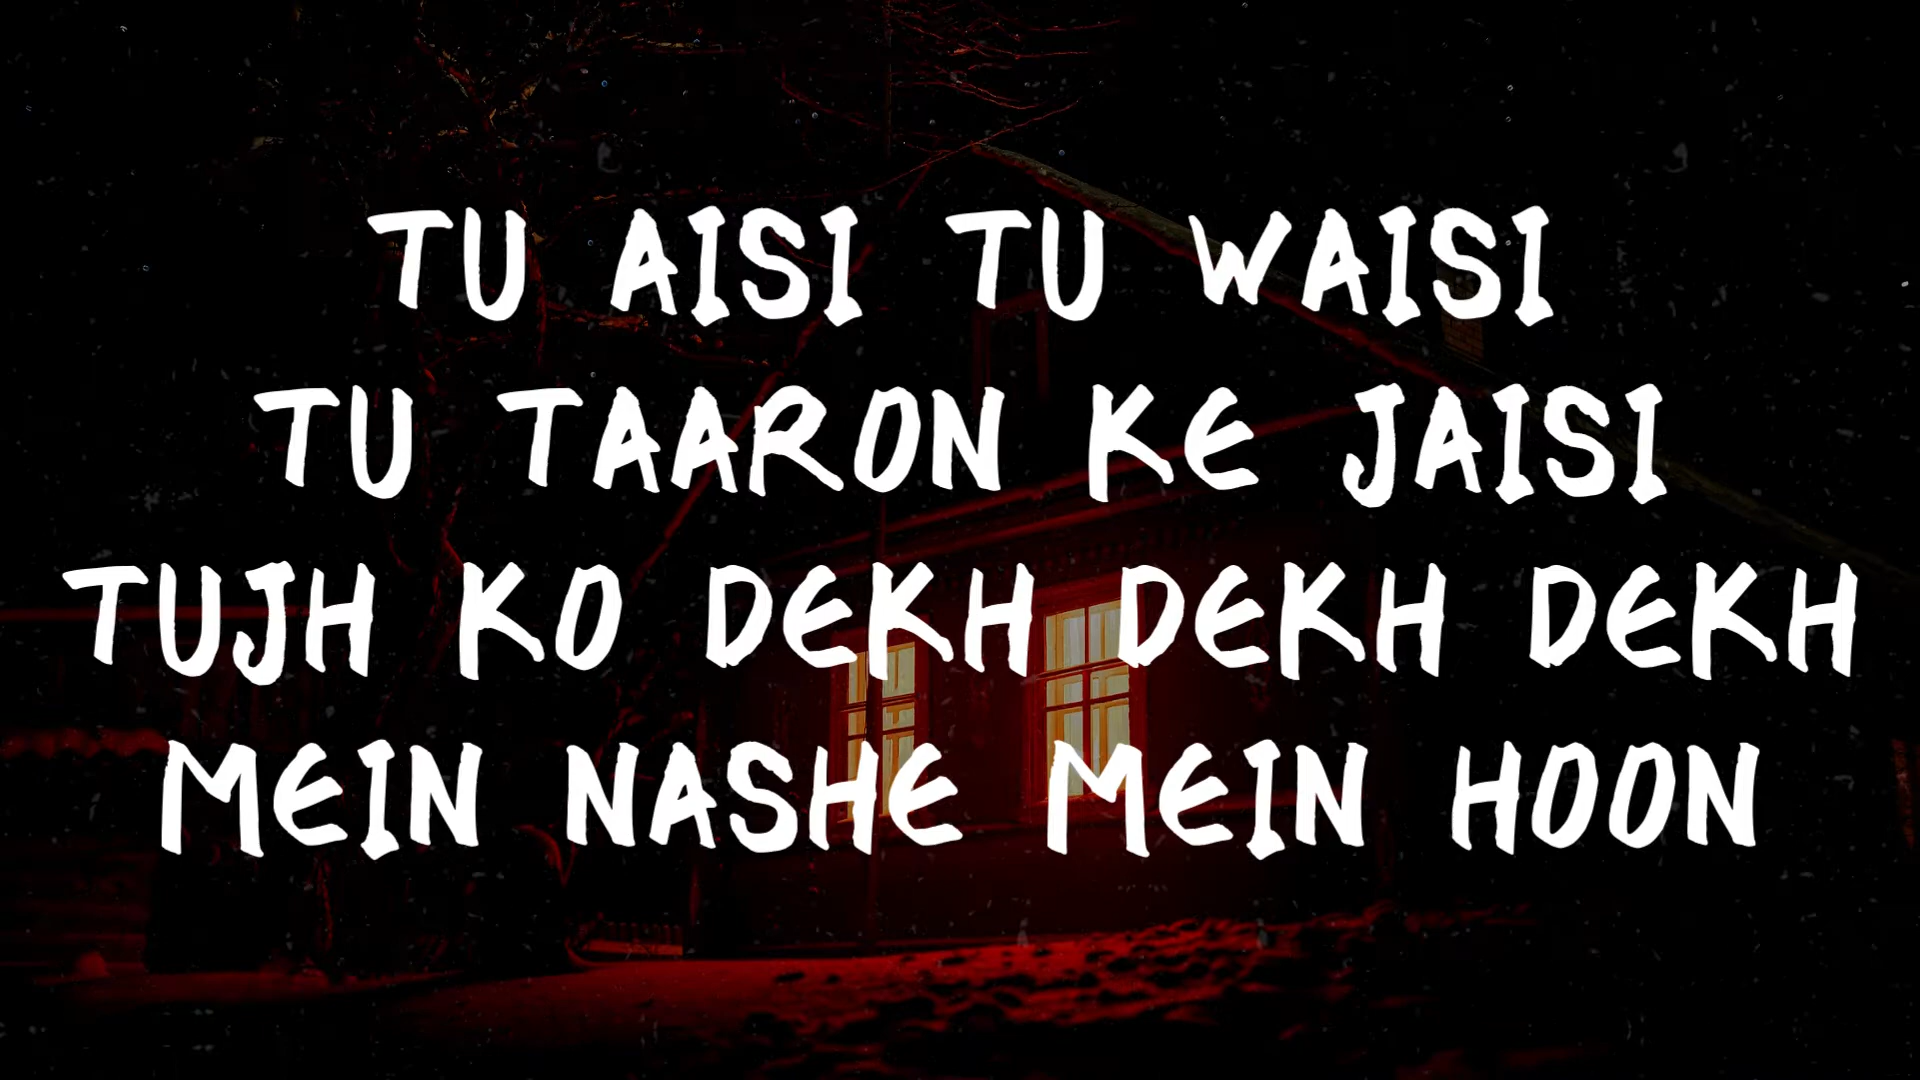 TU AISI TU WAISI
TU TAARON KE JAISI
TUJH KO DEKH DEKH DEKH
MEIN NASHE MEIN HOON